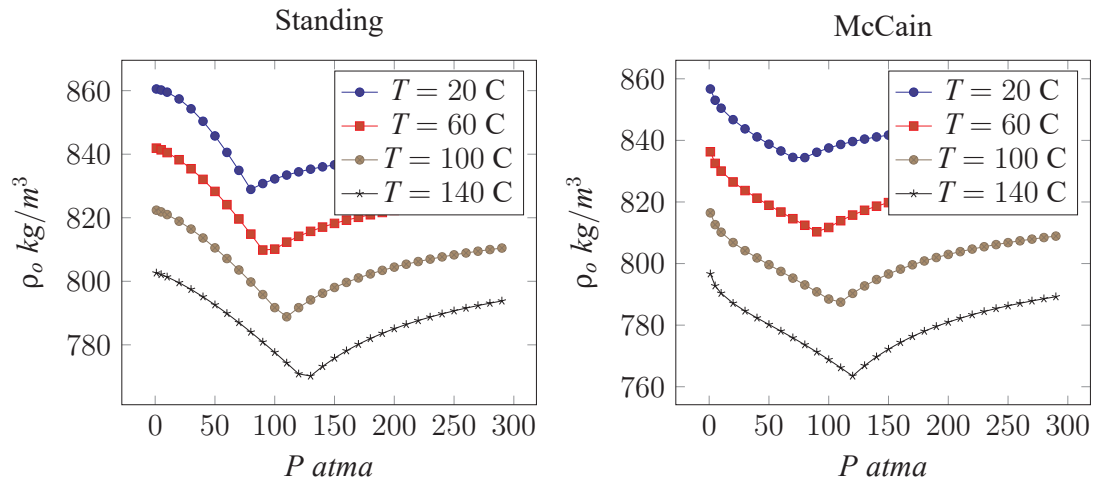 Standing
860
840
820
800
780
0 50 100 150 200 250 300
P atma
ρo kg/m³
T = 20 C
T = 60 C
T = 100 C
T = 140 C
McCain
860
840
820
800
780
760
0 50 100 150 200 250 300
P atma
ρo kg/m³
T = 20 C
T = 60 C
T = 100 C
T = 140 C